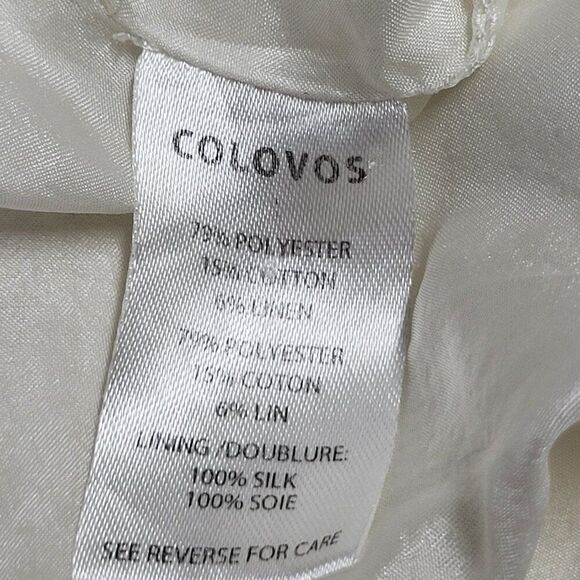 COLOVOS
79% POLYESTER
15% COTTON
6% LINEN
79% POLYESTER
15% COTON
6% LIN
LINING /DOUBLURE:
100% SILK
100% SOIE
SEE REVERSE FOR CARE